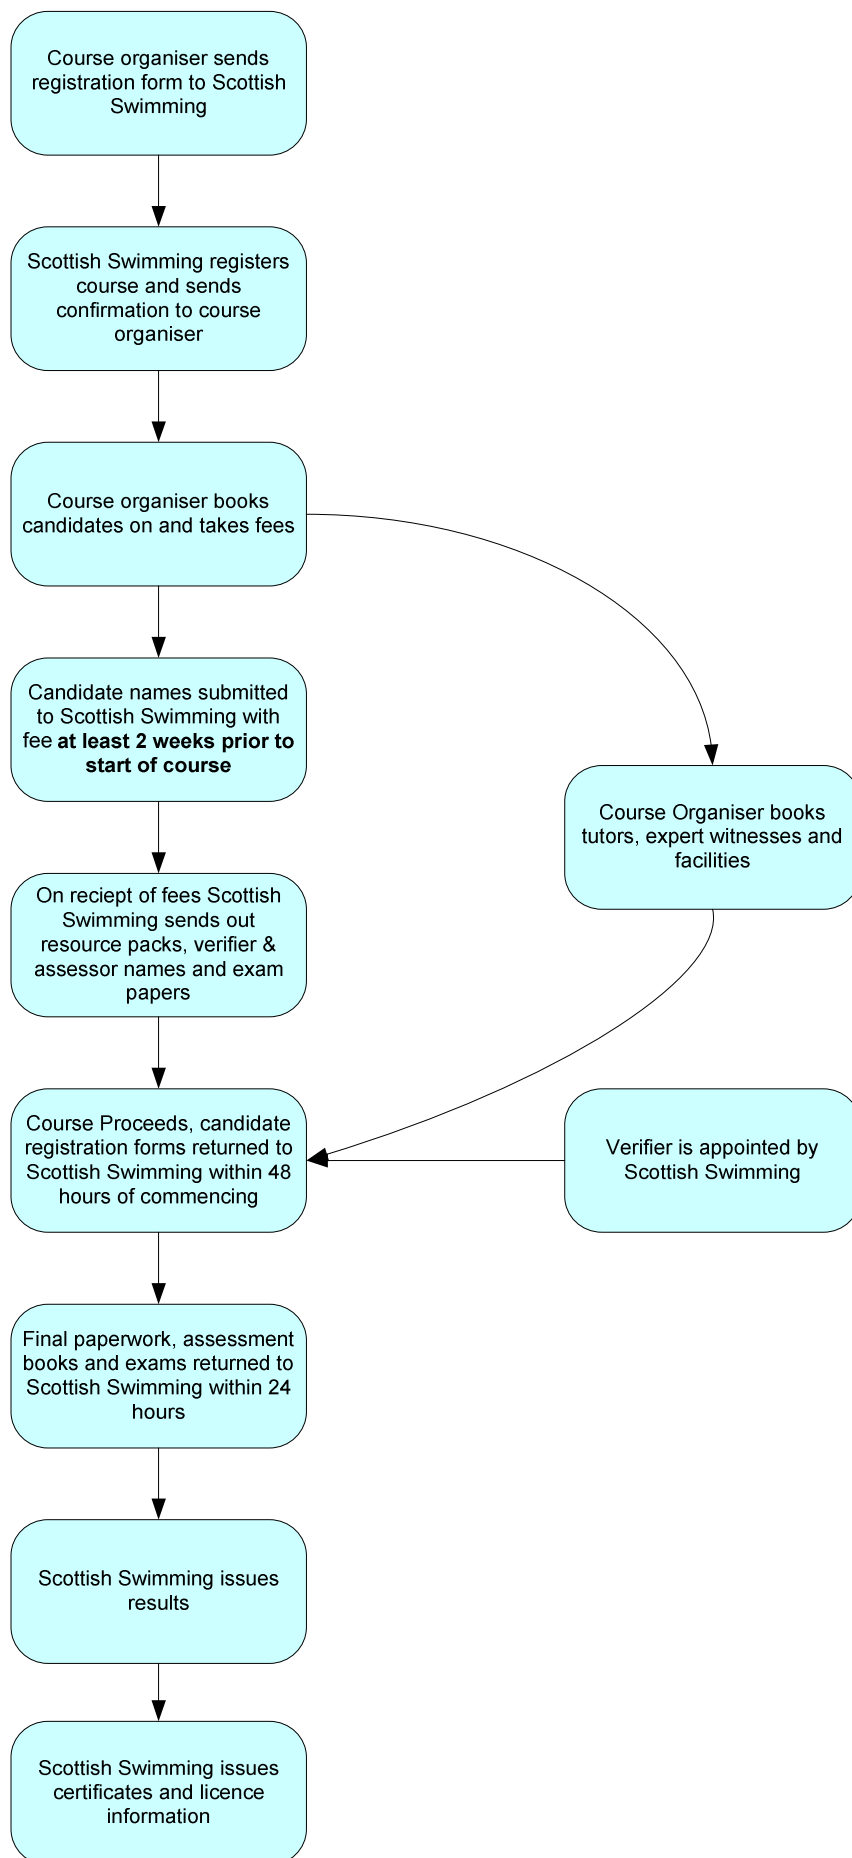 Course organiser sends
registration form to Scottish
Swimming
Scottish Swimming registers
course and sends
confirmation to course
organiser
Course organiser books
candidates on and takes fees
Candidate names submitted
to Scottish Swimming with
fee at least 2 weeks prior to
start of course
Course Organiser books
tutors, expert witnesses and
facilities
On reciept of fees Scottish
Swimming sends out
resource packs, verifier &
assessor names and exam
papers
Course Proceeds, candidate
registration forms returned to
Scottish Swimming within 48
hours of commencing
Verifier is appointed by
Scottish Swimming
Final paperwork, assessment
books and exams returned to
Scottish Swimming within 24
hours
Scottish Swimming issues
results
Scottish Swimming issues
certificates and licence
information